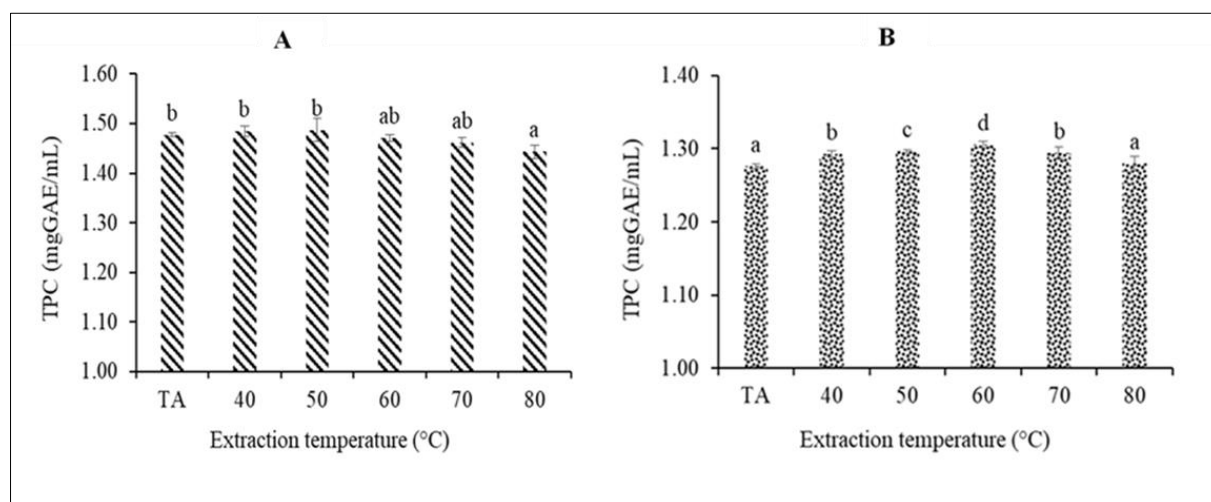 A
TPC (mgGAE/mL)
1.60
1.50
1.40
1.30
1.20
1.10
1.00
b b b ab ab a
TA 40 50 60 70 80
Extraction temperature (°C)
B
TPC (mgGAE/mL)
1.40
1.30
1.20
1.10
1.00
a b c d b a
TA 40 50 60 70 80
Extraction temperature (°C)